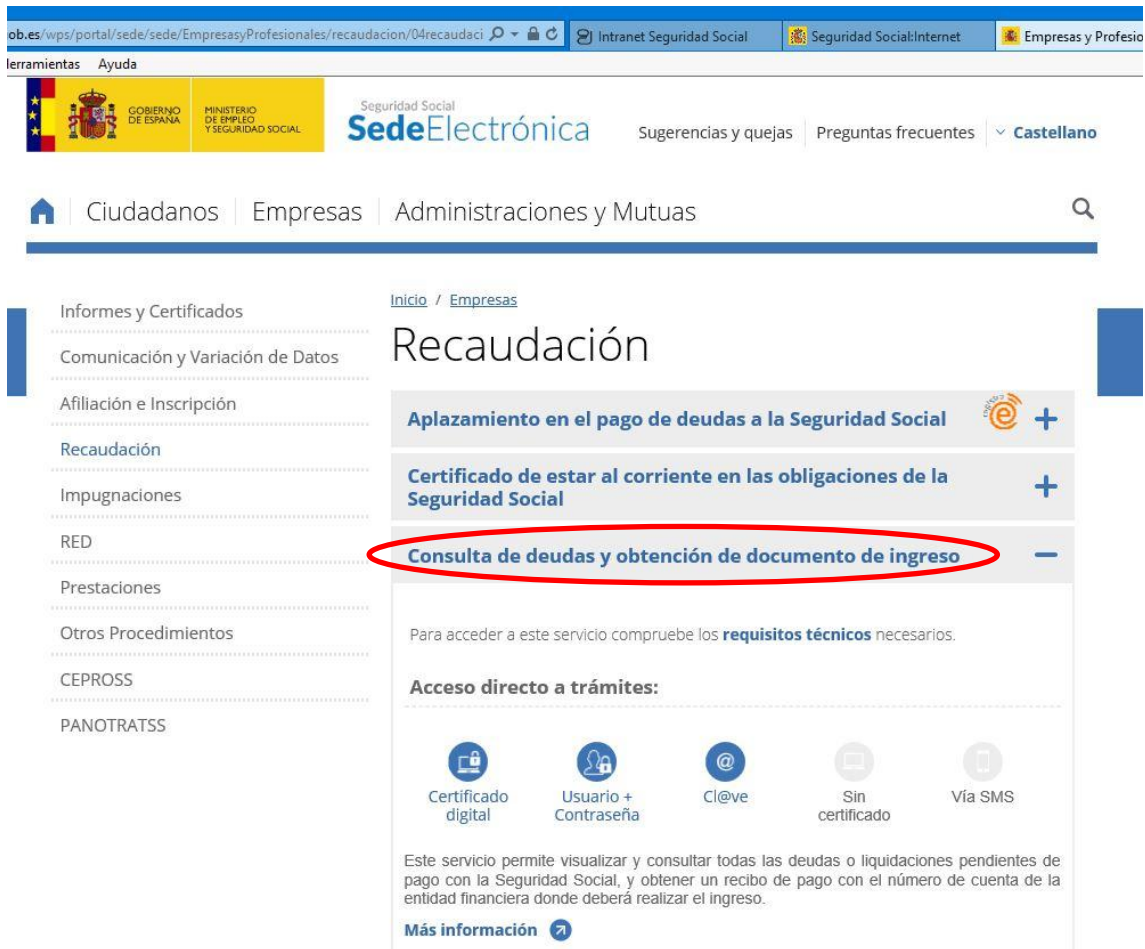 ob.es/wps/portal/sede/sede/EmpresasyProfesionales/recaudacion/04recaudaci
Intranet Seguridad Social
Seguridad Social:Internet
Empresas y Profesio
Herramientas Ayuda
GOBIERNO
DE ESPAÑA
MINISTERIO
DE EMPLEO
Y SEGURIDAD SOCIAL
Seguridad Social
SedeElectrónica
Sugerencias y quejas
Preguntas frecuentes
Castellano
Ciudadanos
Empresas
Administraciones y Mutuas
Informes y Certificados
Comunicación y Variación de Datos
Afiliación e Inscripción
Recaudación
Impugnaciones
RED
Prestaciones
Otros Procedimientos
CEPROSS
PANOTRATSS
Inicio / Empresas
Recaudación
Aplazamiento en el pago de deudas a la Seguridad Social
Certificado de estar al corriente en las obligaciones de la
Seguridad Social
Consulta de deudas y obtención de documento de ingreso
Para acceder a este servicio compruebe los requisitos técnicos necesarios.
Acceso directo a trámites:
Certificado
digital
Usuario +
Contraseña
Cl@ve
Sin
certificado
Vía SMS
Este servicio permite visualizar y consultar todas las deudas o liquidaciones pendientes de
pago con la Seguridad Social, y obtener un recibo de pago con el número de cuenta de la
entidad financiera donde deberá realizar el ingreso.
Más información